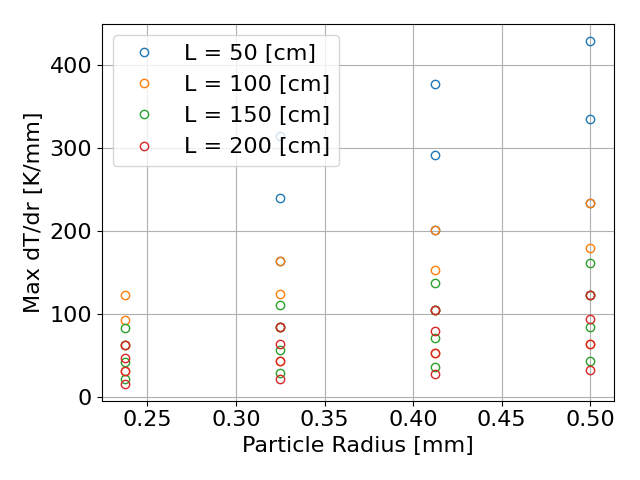 L = 50 [cm]
L = 100 [cm]
L = 150 [cm]
L = 200 [cm]
Max dT/dr [K/mm]
400
300
200
100
0
0.25 0.30 0.35 0.40 0.45 0.50
Particle Radius [mm]